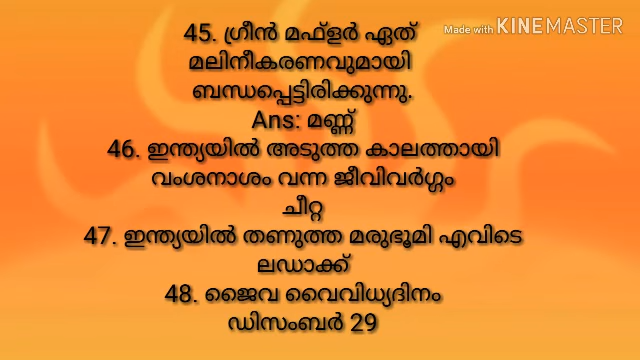 Made with KINEMASTER
45. ഗ്രീൻ മഫ്ളർ ഏത്
മലിനീകരണവുമായി
ബന്ധപ്പെട്ടിരിക്കുന്നു.
Ans: മണ്ണ്
46. ഇന്ത്യയിൽ അടുത്ത കാലത്തായി
വംശനാശം വന്ന ജീവിവർഗ്ഗം
ചീറ്റ
47. ഇന്ത്യയിൽ തണുത്ത മരുഭൂമി എവിടെ
ലഡാക്ക്
48. ജൈവ വൈവിധ്യദിനം
ഡിസംബർ 29